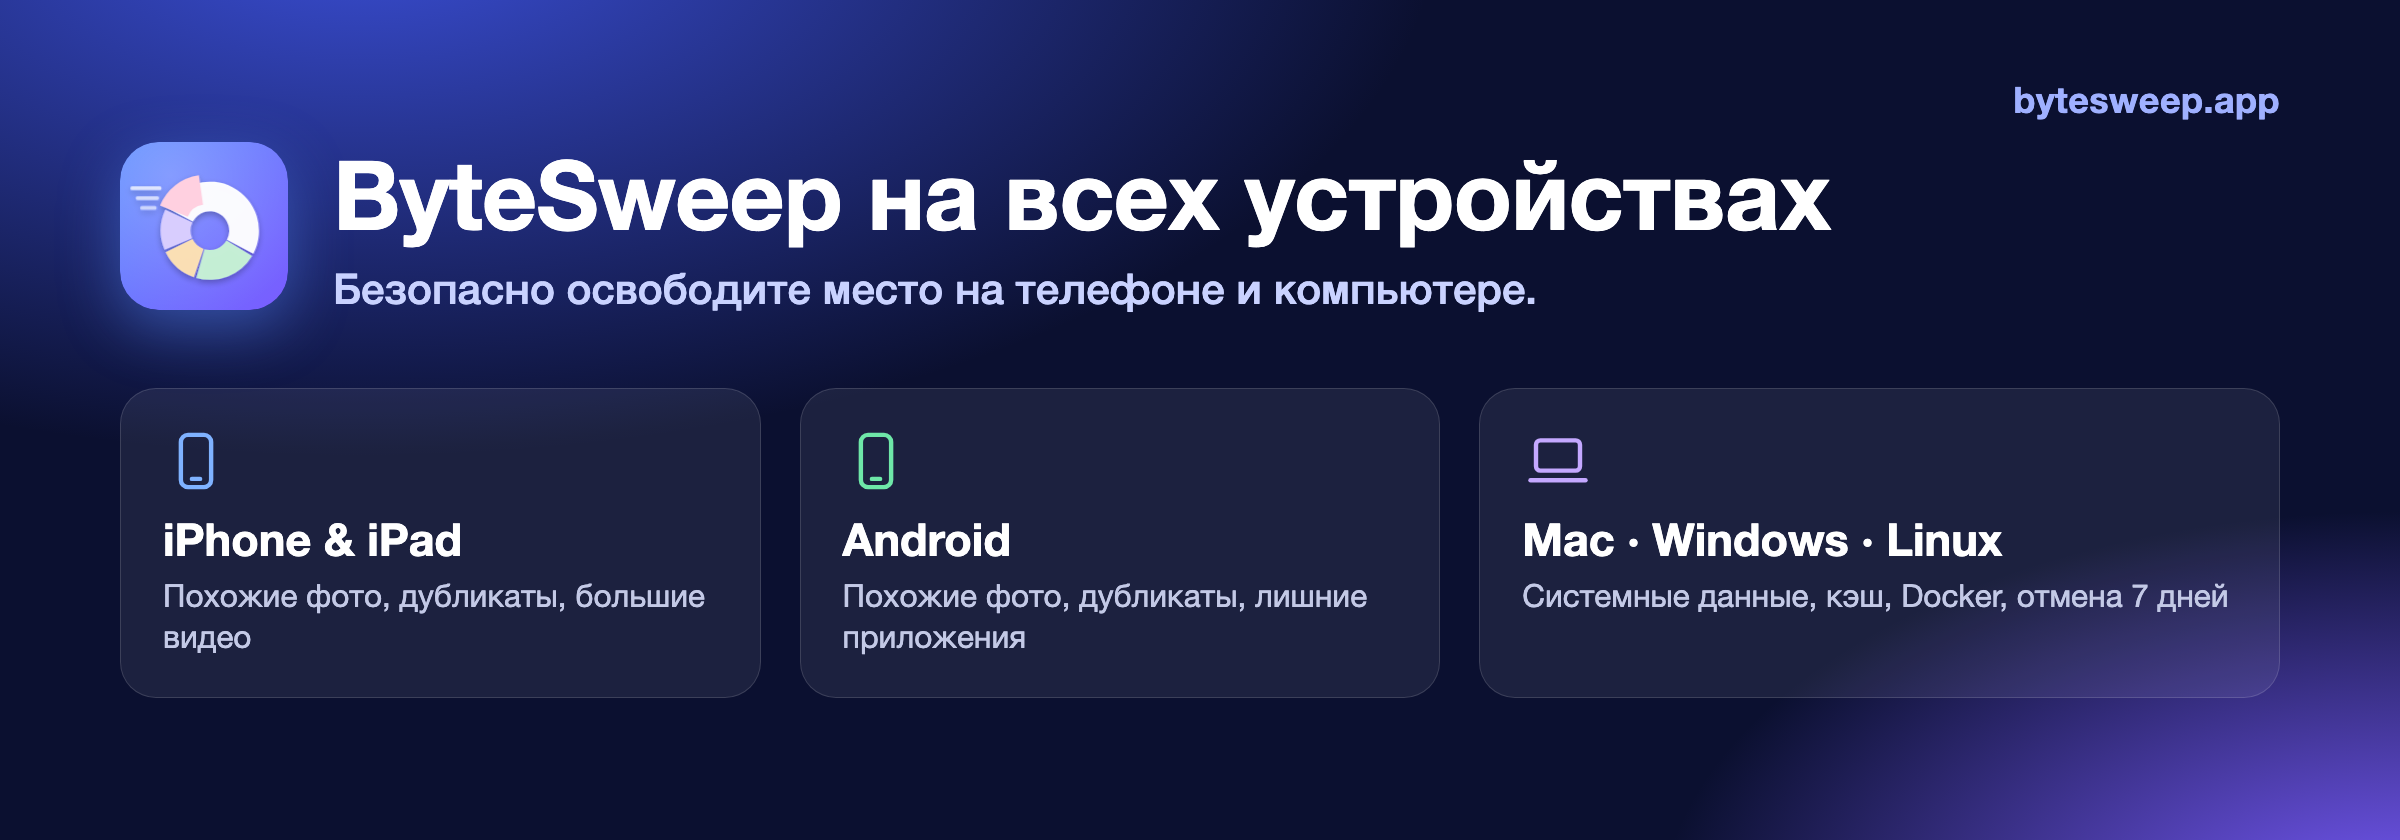 bytesweep.app
ByteSweep на всех устройствах
Безопасно освободите место на телефоне и компьютере.
iPhone & iPad
Похожие фото, дубликаты, большие
видео
Android
Похожие фото, дубликаты, лишние
приложения
Mac · Windows · Linux
Системные данные, кэш, Docker, отмена 7 дней